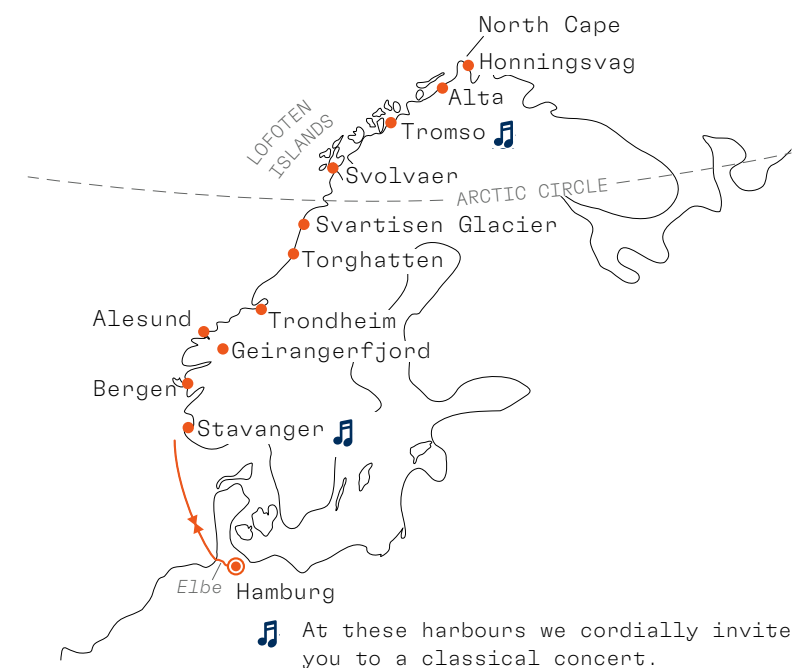 North Cape
Honningsvag
Alta
LOFOTEN
ISLANDS
Tromso
Svolvaer
ARCTIC CIRCLE
Svartisen Glacier
Torghatten
Alesund
Trondheim
Geirangerfjord
Bergen
Stavanger
Elbe
Hamburg
At these harbours we cordially invite
you to a classical concert.